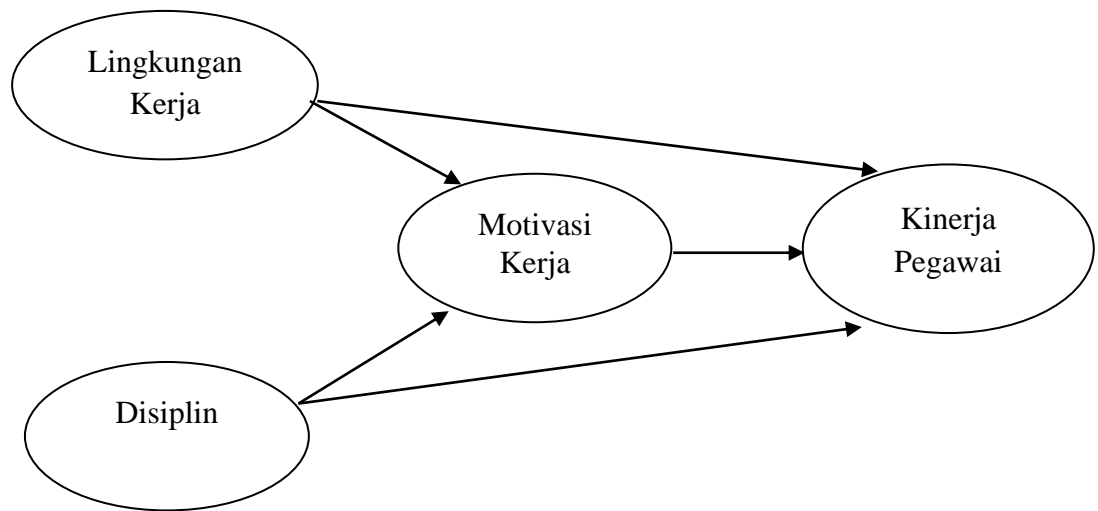 Lingkungan
Kerja
Motivasi
Kerja
Kinerja
Pegawai
Disiplin